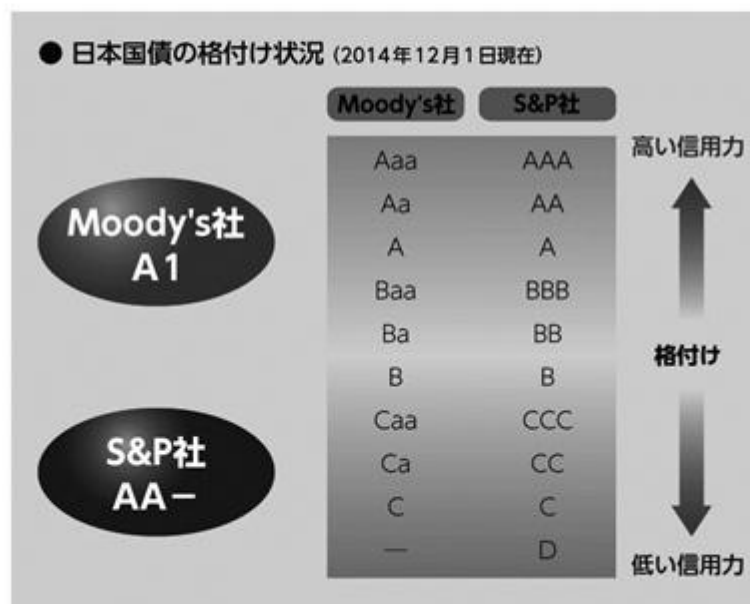 ● 日本国債の格付け状況 (2014年12月1日現在)
Moody's社 S&P社
Moody's社
A1
S&P社
AA−
Aaa AAA
Aa AA
A A
Baa BBB
Ba BB
B B
Caa CCC
Ca CC
C C
— D
高い信用力
格付け
低い信用力